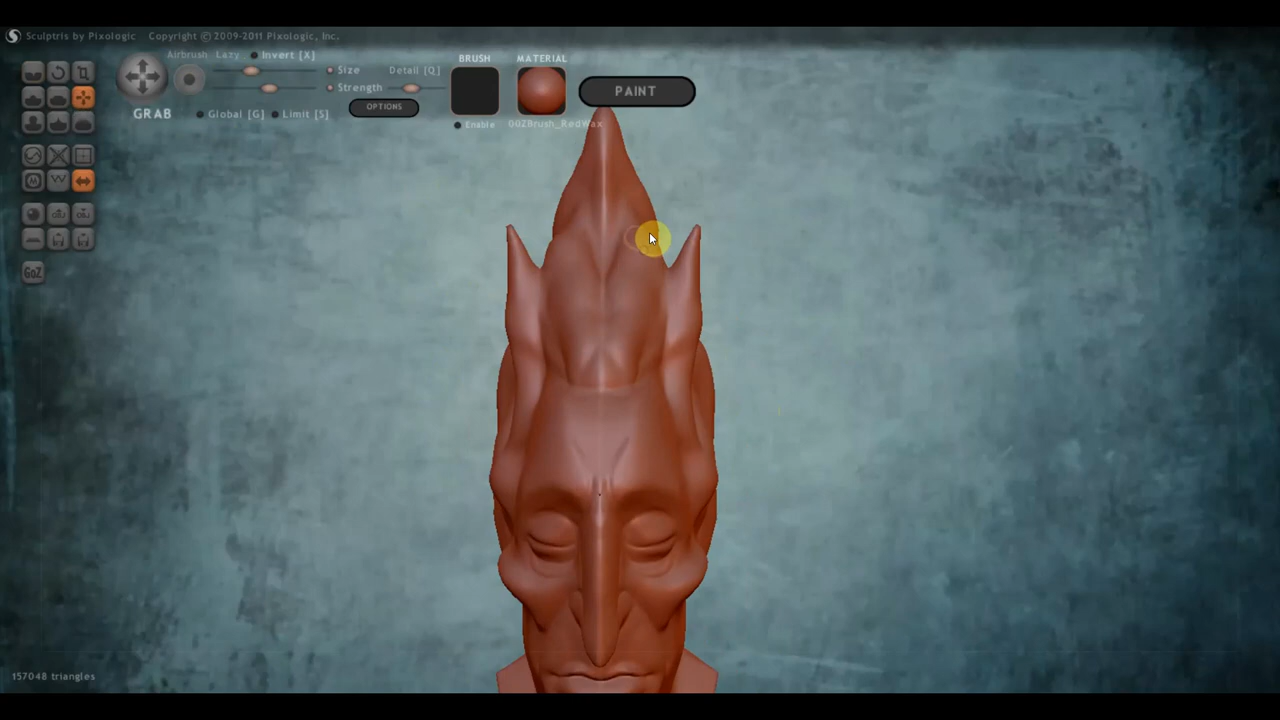 Sculptris by Pixologic Copyright © 2009-2011 Pixologic, Inc.
Airbrush Lazy Invert [X]
BRUSH MATERIAL
Size Detail [Q]
Strength
PAINT
OPTIONS
GRAB Global [G] Limit [S]
Enable 00ZBrush_RedWax
GoZ
157048 triangles